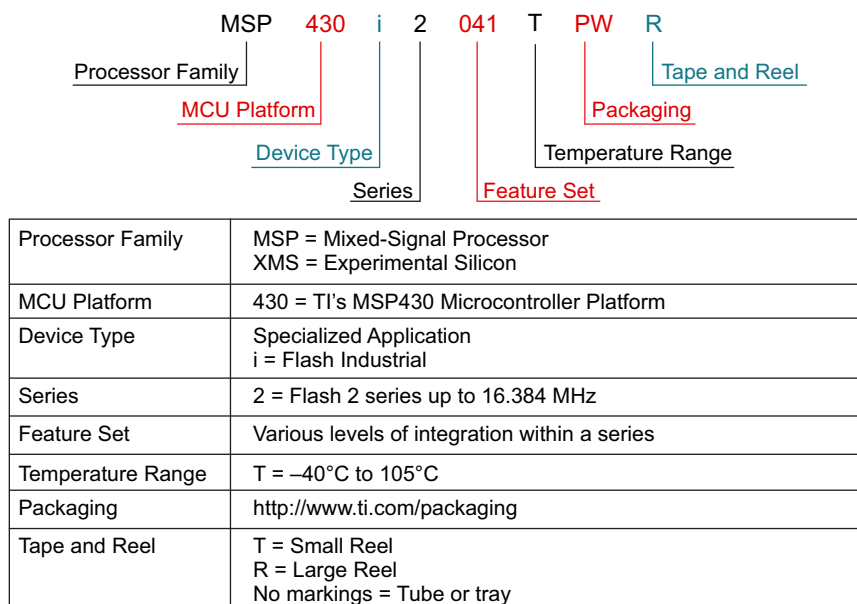 MSP 430 i 2 041 T PW R
Processor Family
Tape and Reel
MCU Platform
Packaging
Device Type
Temperature Range
Series
Feature Set
Processor Family
MSP = Mixed-Signal Processor
XMS = Experimental Silicon
MCU Platform
430 = TI's MSP430 Microcontroller Platform
Device Type
Specialized Application
i = Flash Industrial
Series
2 = Flash 2 series up to 16.384 MHz
Feature Set
Various levels of integration within a series
Temperature Range
T = –40°C to 105°C
Packaging
http://www.ti.com/packaging
Tape and Reel
T = Small Reel
R = Large Reel
No markings = Tube or tray